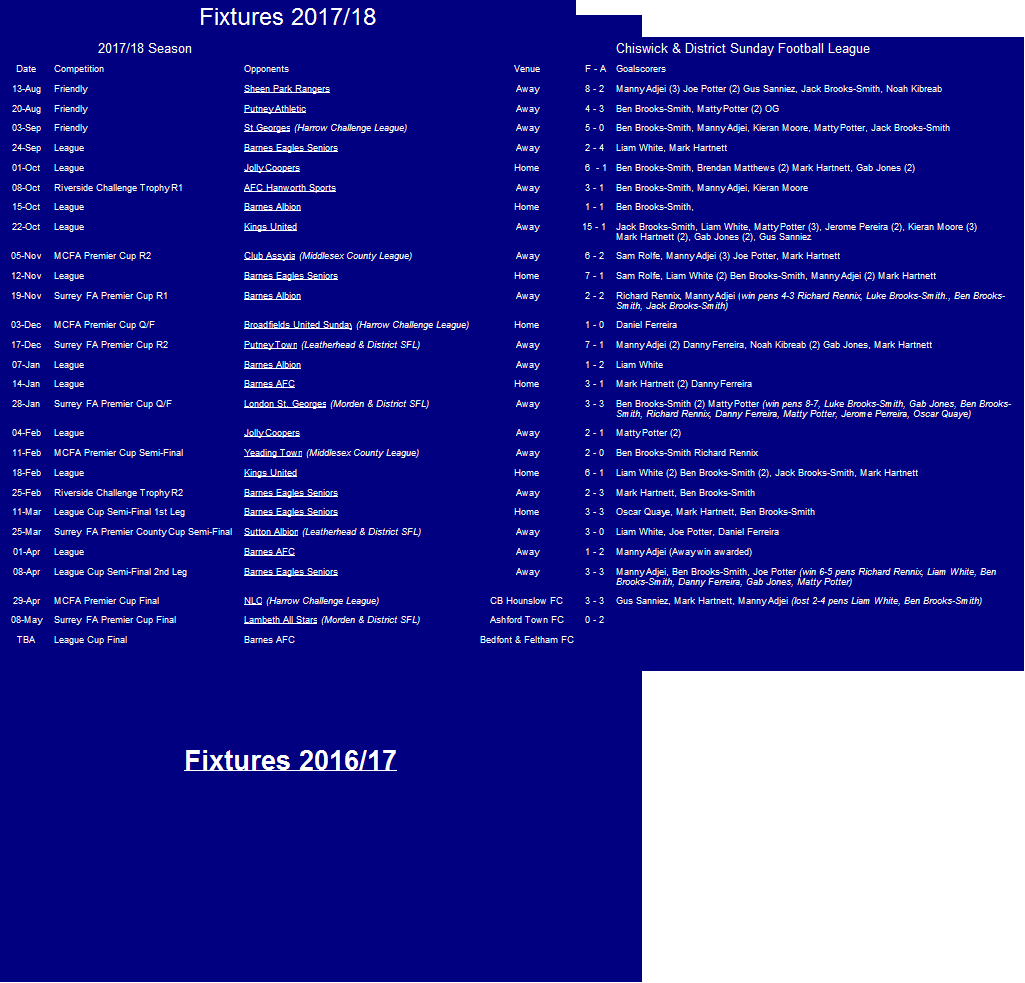 Fixtures 2017/18
2017/18 Season Chiswick & District Sunday Football League
Date Competition Opponents Venue F - A Goalscorers
13-Aug Friendly Sheen Park Rangers Away 8 - 2 Manny Adjei (3) Joe Potter (2) Gus Sanniez, Jack Brooks-Smith, Noah Kibreab
20-Aug Friendly Putney Athletic Away 4 - 3 Ben Brooks-Smith, Matty Potter (2) OG
03-Sep Friendly St Georges (Harrow Challenge League) Away 5 - 0 Ben Brooks-Smith, Manny Adjei, Kieran Moore, Matty Potter, Jack Brooks-Smith
24-Sep League Barnes Eagles Seniors Away 2 - 4 Liam White, Mark Hartnett
01-Oct League Jolly Coopers Home 6 - 1 Ben Brooks-Smith, Brendan Matthews (2) Mark Hartnett, Gab Jones (2)
08-Oct Riverside Challenge Trophy R1 AFC Hanworth Sports Away 3 - 1 Ben Brooks-Smith, Manny Adjei, Kieran Moore
15-Oct League Barnes Albion Home 1 - 1 Ben Brooks-Smith,
22-Oct League Kings United Away 15 - 1 Jack Brooks-Smith, Liam White, Matty Potter (3), Jerome Pereira (2), Kieran Moore (3)
Mark Hartnett (2), Gab Jones (2), Gus Sanniez
05-Nov MCFA Premier Cup R2 Club Assyria (Middlesex County League) Away 6 - 2 Sam Rolfe, Manny Adjei (3) Joe Potter, Mark Hartnett
12-Nov League Barnes Eagles Seniors Home 7 - 1 Sam Rolfe, Liam White (2) Ben Brooks-Smith, Manny Adjei (2) Mark Hartnett
19-Nov Surrey FA Premier Cup R1 Barnes Albion Away 2 - 2 Richard Rennix, Manny Adjei (win pens 4-3 Richard Rennix, Luke Brooks-Smith., Ben Brooks-
Smith, Jack Brooks-Smith)
03-Dec MCFA Premier Cup Q/F Broadfields United Sunday (Harrow Challenge League) Home 1 - 0 Daniel Ferreira
17-Dec Surrey FA Premier Cup R2 Putney Town (Leatherhead & District SFL) Away 7 - 1 Manny Adjei (2) Danny Ferreira, Noah Kibreab (2) Gab Jones, Mark Hartnett
07-Jan League Barnes Albion Away 1 - 2 Liam White
14-Jan League Barnes AFC Home 3 - 1 Mark Hartnett (2) Danny Ferreira
28-Jan Surrey FA Premier Cup Q/F London St. Georges (Morden & District SFL) Away 3 - 3 Ben Brooks-Smith (2) Matty Potter (win pens 8-7, Luke Brooks-Smith, Gab Jones, Ben Brooks-
Smith, Richard Rennix, Danny Ferreira, Matty Potter, Jerome Perreira, Oscar Quaye)
04-Feb League Jolly Coopers Away 2 - 1 Matty Potter (2)
11-Feb MCFA Premier Cup Semi-Final Yeading Town (Middlesex County League) Away 2 - 0 Ben Brooks-Smith Richard Rennix
18-Feb League Kings United Home 6 - 1 Liam White (2) Ben Brooks-Smith (2), Jack Brooks-Smith, Mark Hartnett
25-Feb Riverside Challenge Trophy R2 Barnes Eagles Seniors Away 2 - 3 Mark Hartnett, Ben Brooks-Smith
11-Mar League Cup Semi-Final 1st Leg Barnes Eagles Seniors Home 3 - 3 Oscar Quaye, Mark Hartnett, Ben Brooks-Smith
25-Mar Surrey FA Premier County Cup Semi-Final Sutton Albion (Leatherhead & District SFL) Away 3 - 0 Liam White, Joe Potter, Daniel Ferreira
01-Apr League Barnes AFC Away 1 - 2 Manny Adjei (Away win awarded)
08-Apr League Cup Semi-Final 2nd Leg Barnes Eagles Seniors Away 3 - 3 Manny Adjei, Ben Brooks-Smith, Joe Potter (win 6-5 pens Richard Rennix, Liam White, Ben
Brooks-Smith, Danny Ferreira, Gab Jones, Matty Potter)
29-Apr MCFA Premier Cup Final NLO (Harrow Challenge League) CB Hounslow FC 3 - 3 Gus Sanniez, Mark Hartnett, Manny Adjei (lost 2-4 pens Liam White, Ben Brooks-Smith)
08-May Surrey FA Premier Cup Final Lambeth All Stars (Morden & District SFL) Ashford Town FC 0 - 2
TBA League Cup Final Barnes AFC Bedfont & Feltham FC
Fixtures 2016/17